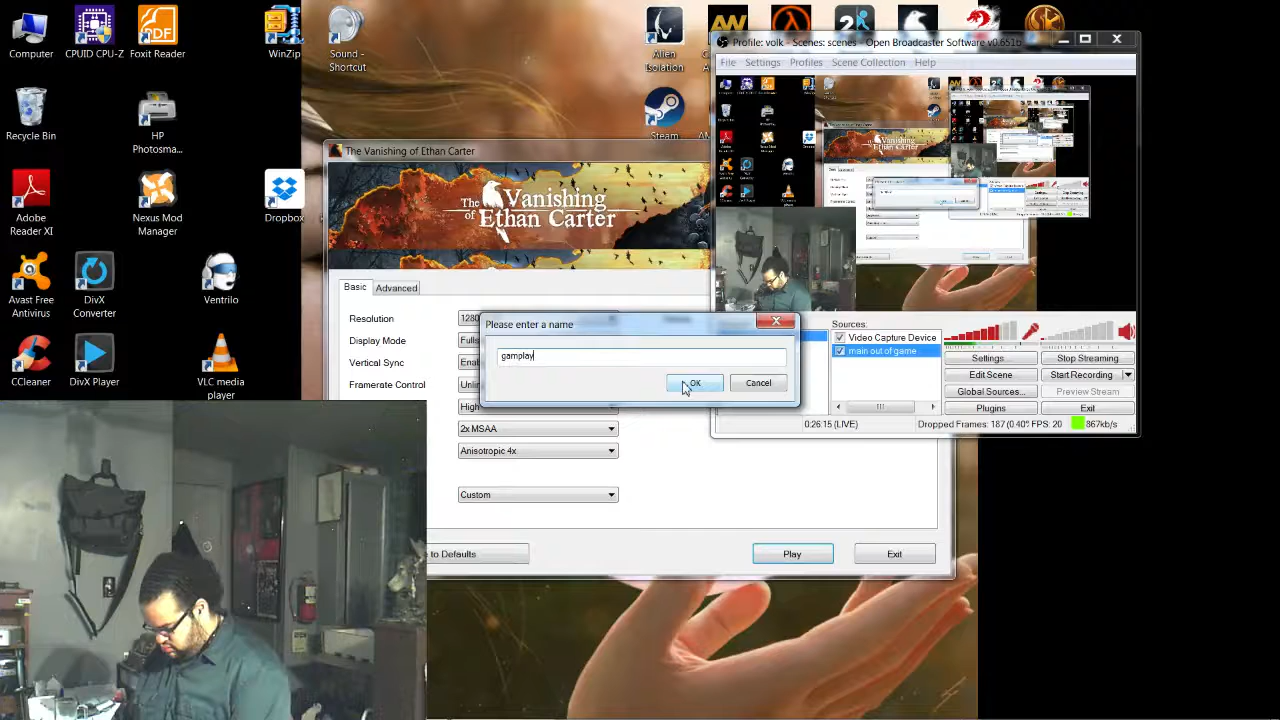 Computer
CPUID CPU-Z
Foxit Reader
WinZip
Sound -
Shortcut
Alien
Isolation
Recycle Bin
HP
Photosma...
Steam
Adobe
Reader XI
Nexus Mod
Manager
Dropbox
Avast Free
Antivirus
DivX
Converter
Ventrilo
CCleaner
DivX Player
VLC media
player
Vanishing of Ethan Carter
The Vanishing
of Ethan Carter
Basic
Advanced
Resolution
Display Mode
Vertical Sync
Framerate Control
2x MSAA
Anisotropic 4x
Custom
to Defaults
Play
Exit
Please enter a name
gamplay
OK
Cancel
Profile: volk - Scenes: scenes - Open Broadcaster Software v0.651b
File Settings Profiles Scene Collection Help
Sources:
Video Capture Device
main out of game
Settings...
Stop Streaming
Edit Scene
Start Recording
Global Sources...
Preview Stream
Plugins
Exit
0:26:15 (LIVE)
Dropped Frames: 187 (0.40% FPS: 20
867kb/s